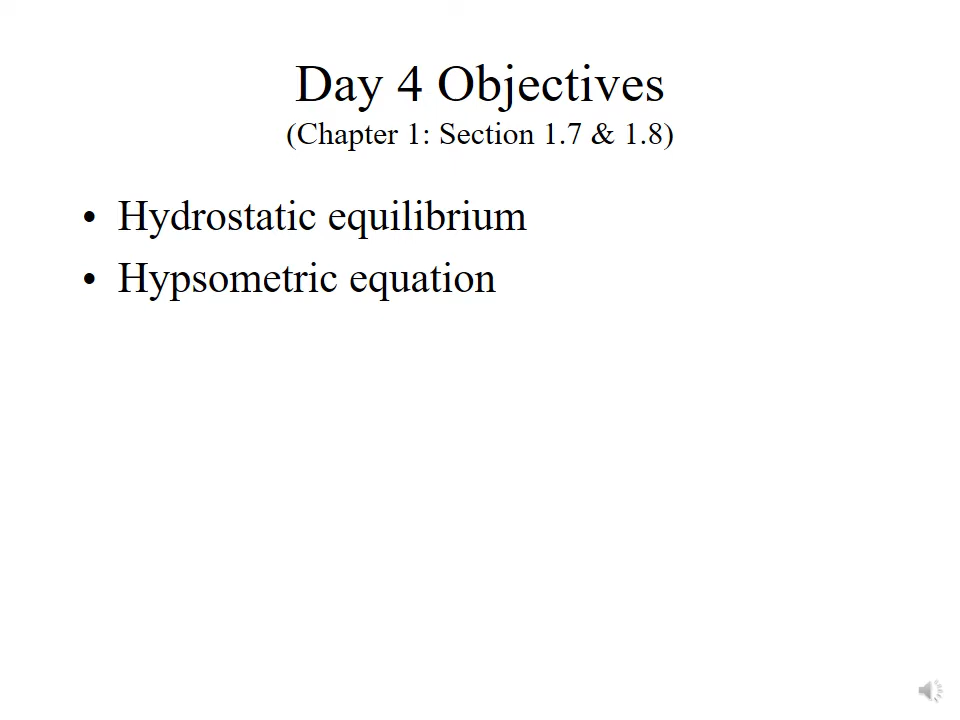 Day 4 Objectives
(Chapter 1: Section 1.7 & 1.8)
• Hydrostatic equilibrium
• Hypsometric equation